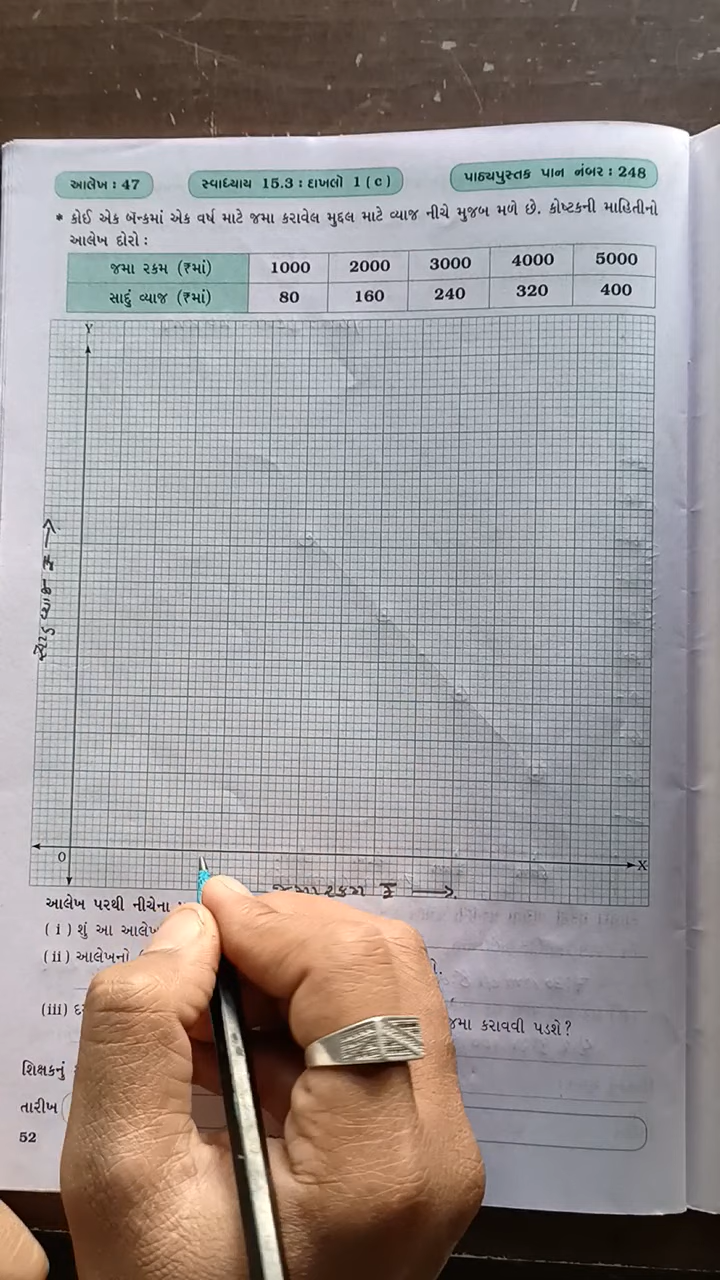 આલેખ : 47 સ્વાધ્યાય 15.3 : દાખલો 1 (c) પાઠ્યપુસ્તક પાન નંબર : 248
* કોઈ એક બૅન્કમાં એક વર્ષ માટે જમા કરાવેલ મુદ્દલ માટે વ્યાજ નીચે મુજબ મળે છે. કોષ્ટકની માહિતીનો
આલેખ દોરો :
જમા રકમ (₹માં) 1000 2000 3000 4000 5000
સાદું વ્યાજ (₹માં) 80 160 240 320 400
Y
સાદુ વ્યાજ ₹
O X
જમા રકમ ₹
આલેખ પરથી નીચેના
(i) શું આ આલેખ
(ii) આલેખનો
(iii)
જમા કરાવવી પડશે?
શિક્ષકનું
તારીખ
52